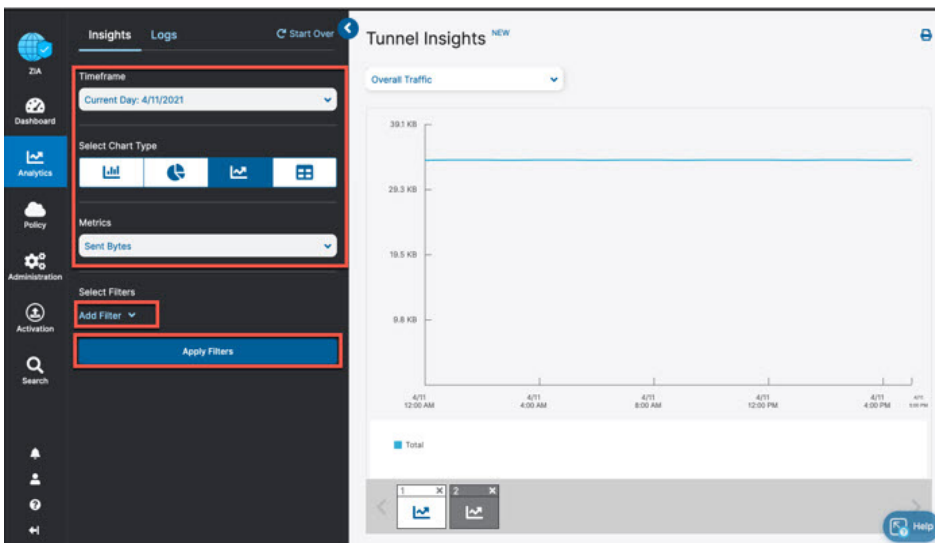 ZIA
Dashboard
Analytics
Policy
Administration
Activation
Search
Insights Logs Start Over
Timeframe
Current Day: 4/11/2021
Select Chart Type
Metrics
Sent Bytes
Select Filters
Add Filter
Apply Filters
Tunnel Insights NEW
Overall Traffic
39.1 KB
29.3 KB
19.5 KB
9.8 KB
4/11 4/11 4/11 4/11 4/11 4/11
12:00 AM 4:00 AM 8:00 AM 12:00 PM 4:00 PM 5:00 PM
Total
1 2
Help